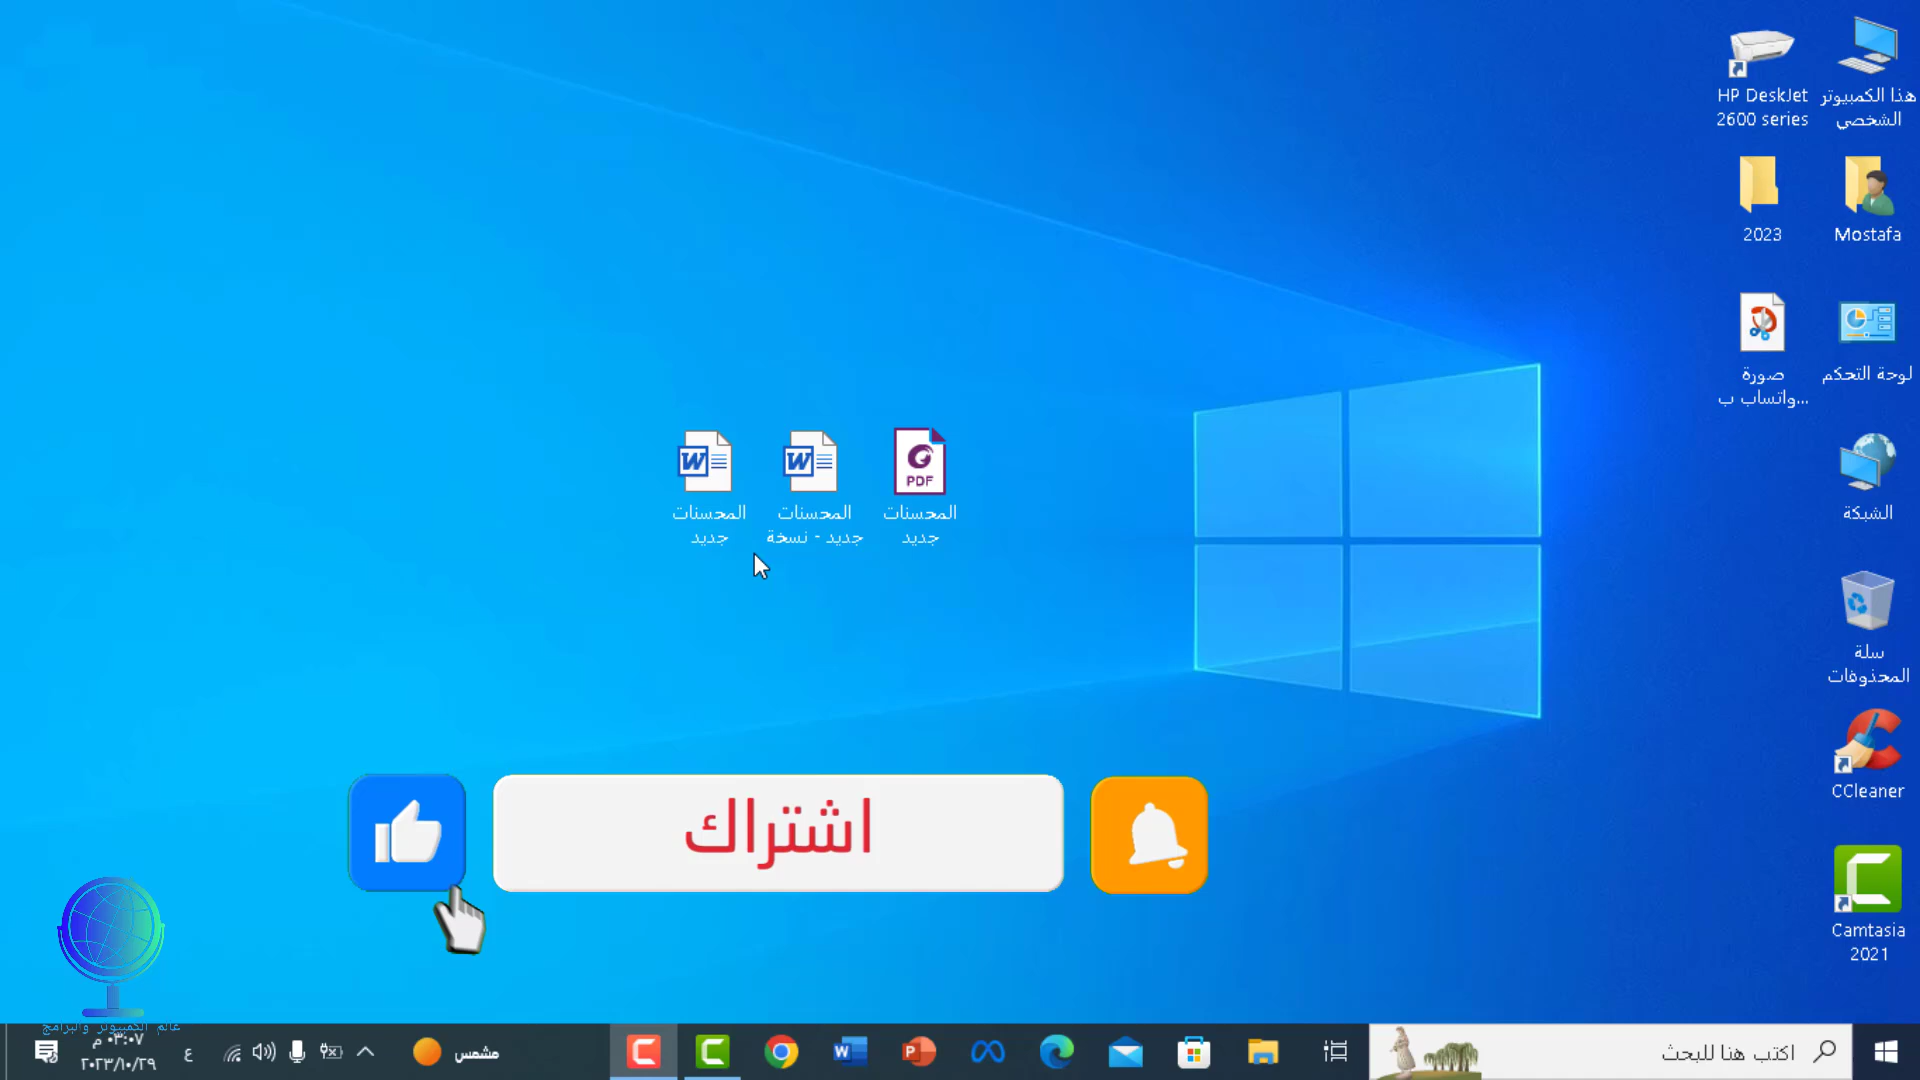 هذا الكمبيوتر
الشخصي
HP DeskJet
2600 series
Mostafa
2023
لوحة التحكم
صورة
واتساب ب...
الشبكة
سلة
المحذوفات
CCleaner
Camtasia
2021
PDF
المحسنات
جديد
المحسنات
جديد - نسخة
المحسنات
جديد
اشتراك
عالم الكمبيوتر والبرامج
اكتب هنا للبحث
مشمس
ع
٠٣:٠٧ م
٢٠٢٣/١٠/٢٩